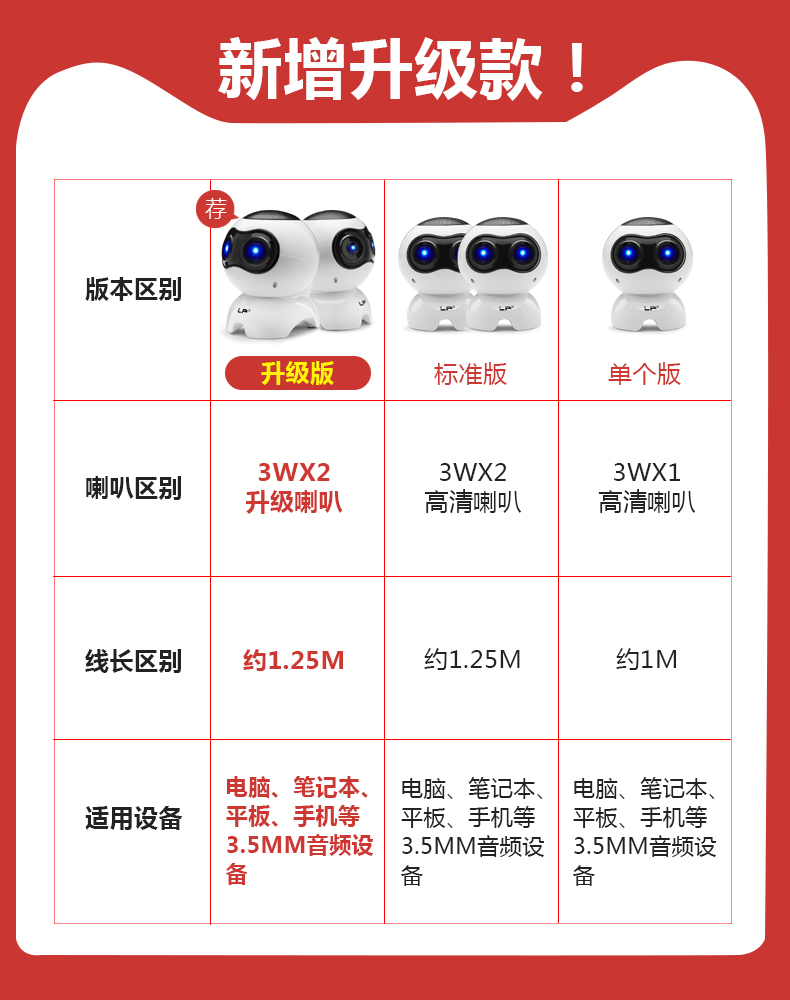 新增升级款！
荐
版本区别
LP
LP
LP
LP
LP
升级版
标准版
单个版
喇叭区别
3WX2
升级喇叭
3WX2
高清喇叭
3WX1
高清喇叭
线长区别
约1.25M
约1.25M
约1M
适用设备
电脑、笔记本、
平板、手机等
3.5MM音频设
备
电脑、笔记本、
平板、手机等
3.5MM音频设
备
电脑、笔记本、
平板、手机等
3.5MM音频设
备